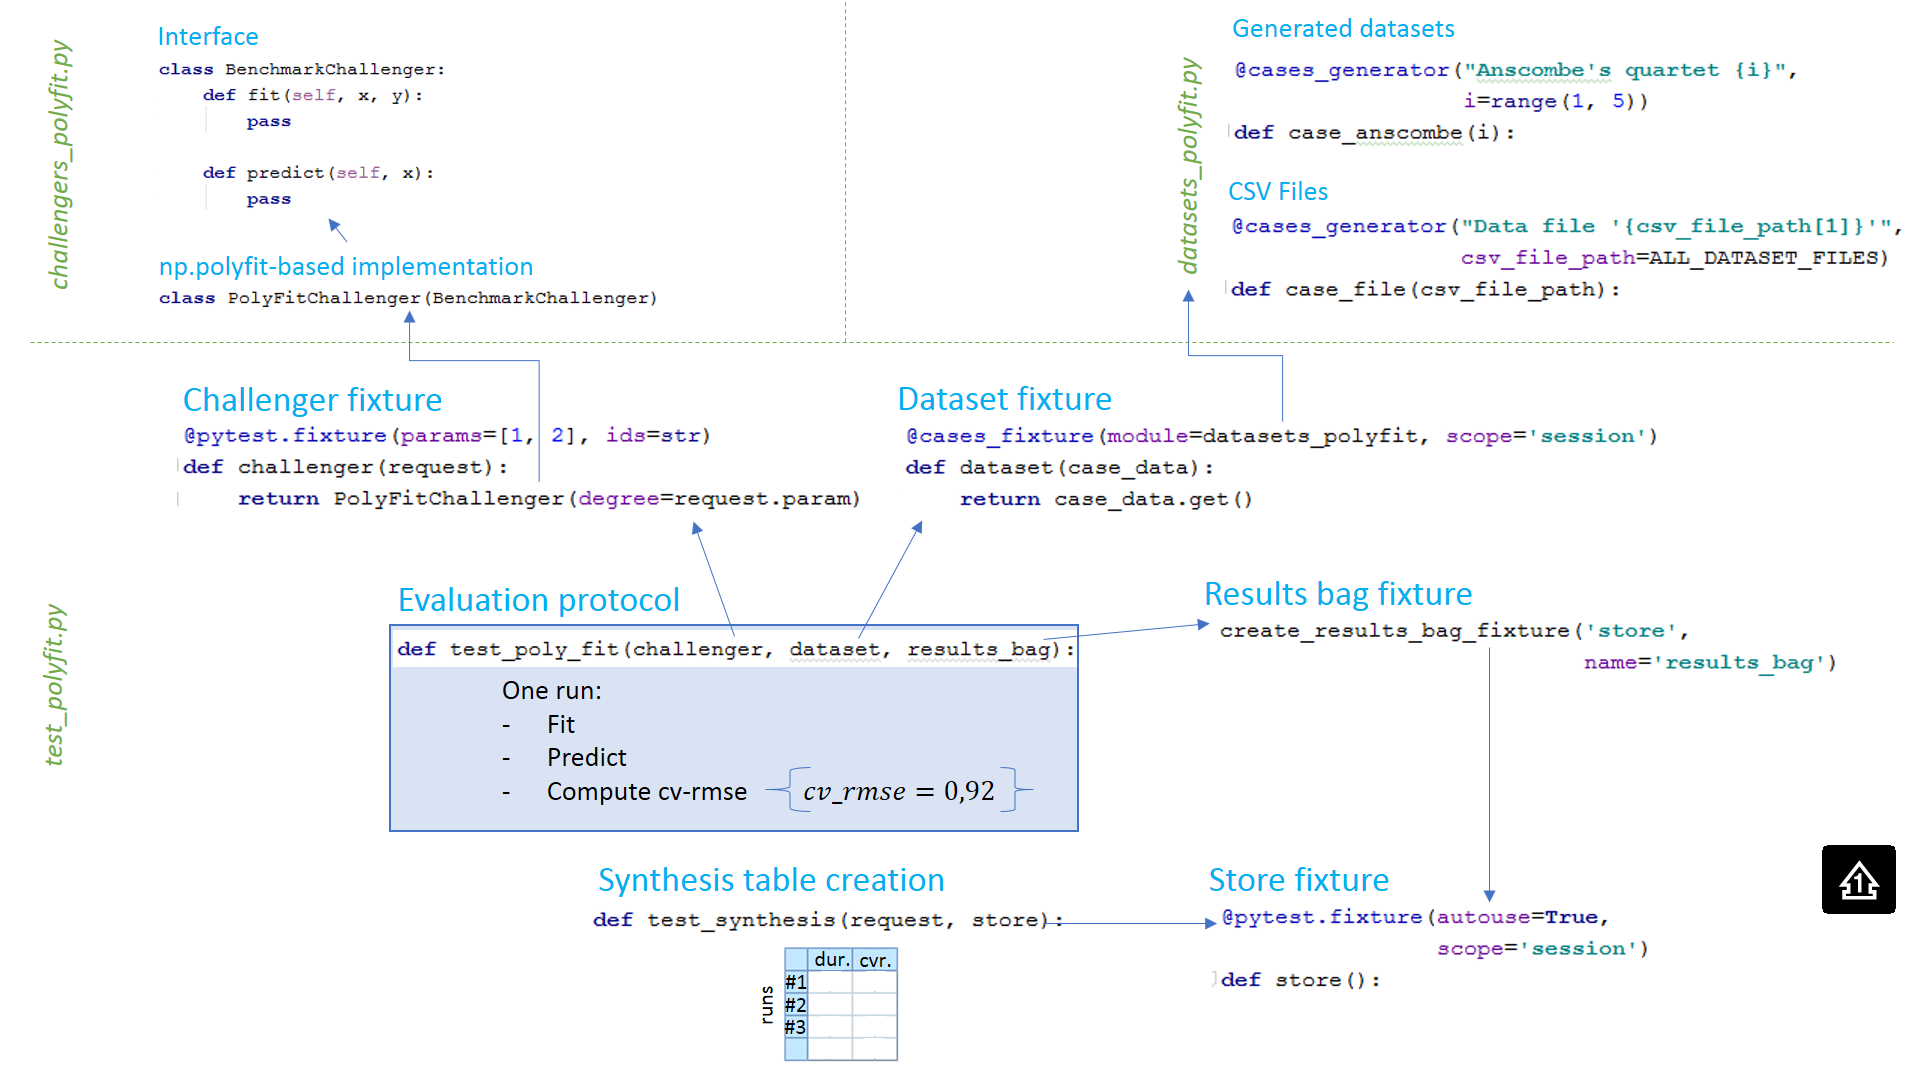 challengers_polyfit.py
Interface
class BenchmarkChallenger:
def fit(self, x, y):
pass
def predict(self, x):
pass
np.polyfit-based implementation
class PolyFitChallenger(BenchmarkChallenger)
datasets_polyfit.py
Generated datasets
@cases_generator("Anscombe's quartet {i}",
i=range(1, 5))
def case_anscombe(i):
CSV Files
@cases_generator("Data file '{csv_file_path[1]}'",
csv_file_path=ALL_DATASET_FILES)
def case_file(csv_file_path):
test_polyfit.py
Challenger fixture
@pytest.fixture(params=[1, 2], ids=str)
def challenger(request):
return PolyFitChallenger(degree=request.param)
Dataset fixture
@cases_fixture(module=datasets_polyfit, scope='session')
def dataset(case_data):
return case_data.get()
Evaluation protocol
def test_poly_fit(challenger, dataset, results_bag):
One run:
- Fit
- Predict
- Compute cv-rmse
cv_rmse = 0,92
Results bag fixture
create_results_bag_fixture('store',
name='results_bag')
Synthesis table creation
def test_synthesis(request, store):
dur. cvr.
runs
#1
#2
#3
Store fixture
@pytest.fixture(autouse=True,
scope='session')
def store():
1